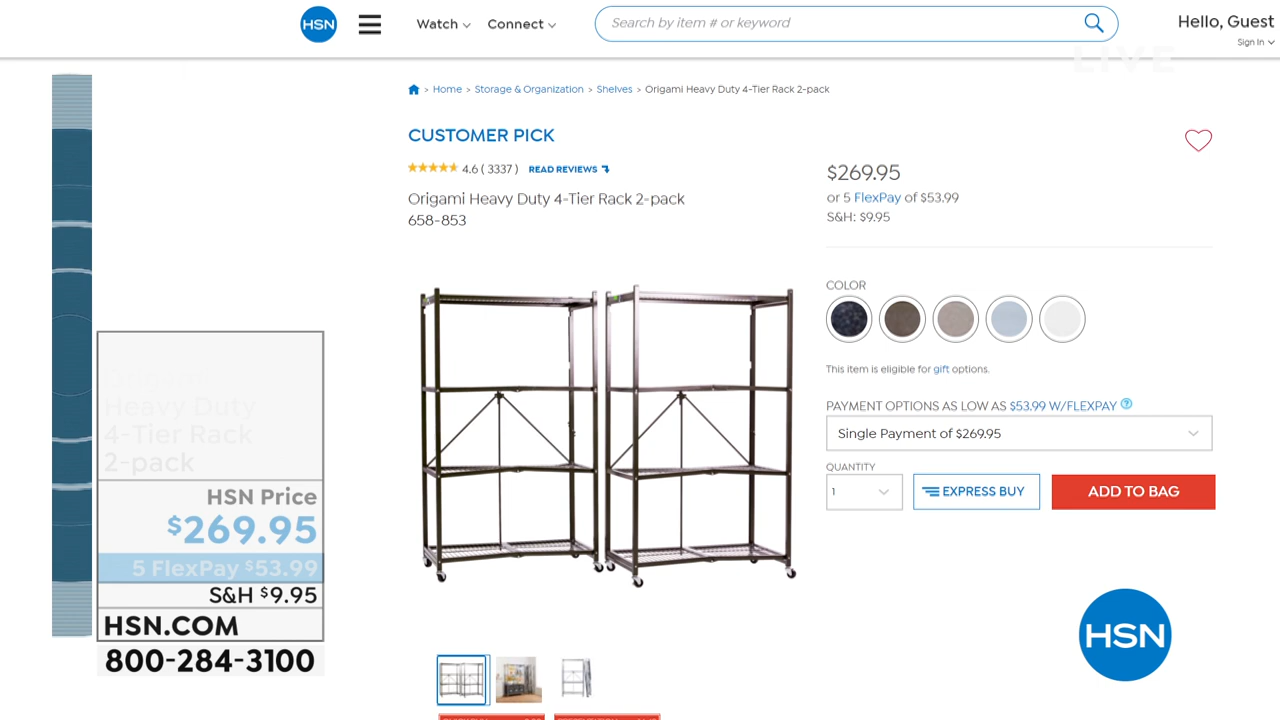 HSN
Watch
Connect
Search by item # or keyword
Hello, Guest
Sign In
LIVE
> Home > Storage & Organization > Shelves > Origami Heavy Duty 4-Tier Rack 2-pack
CUSTOMER PICK
4.6 ( 3337 ) READ REVIEWS
Origami Heavy Duty 4-Tier Rack 2-pack
658-853
$269.95
or 5 FlexPay of $53.99
S&H: $9.95
COLOR
This item is eligible for gift options.
PAYMENT OPTIONS AS LOW AS $53.99 W/FLEXPAY ?
Single Payment of $269.95
QUANTITY
1
EXPRESS BUY
ADD TO BAG
Origami
Heavy Duty
4-Tier Rack
2-pack
HSN Price
$269.95
5 FlexPay $53.99
S&H $9.95
HSN.COM
800-284-3100
HSN